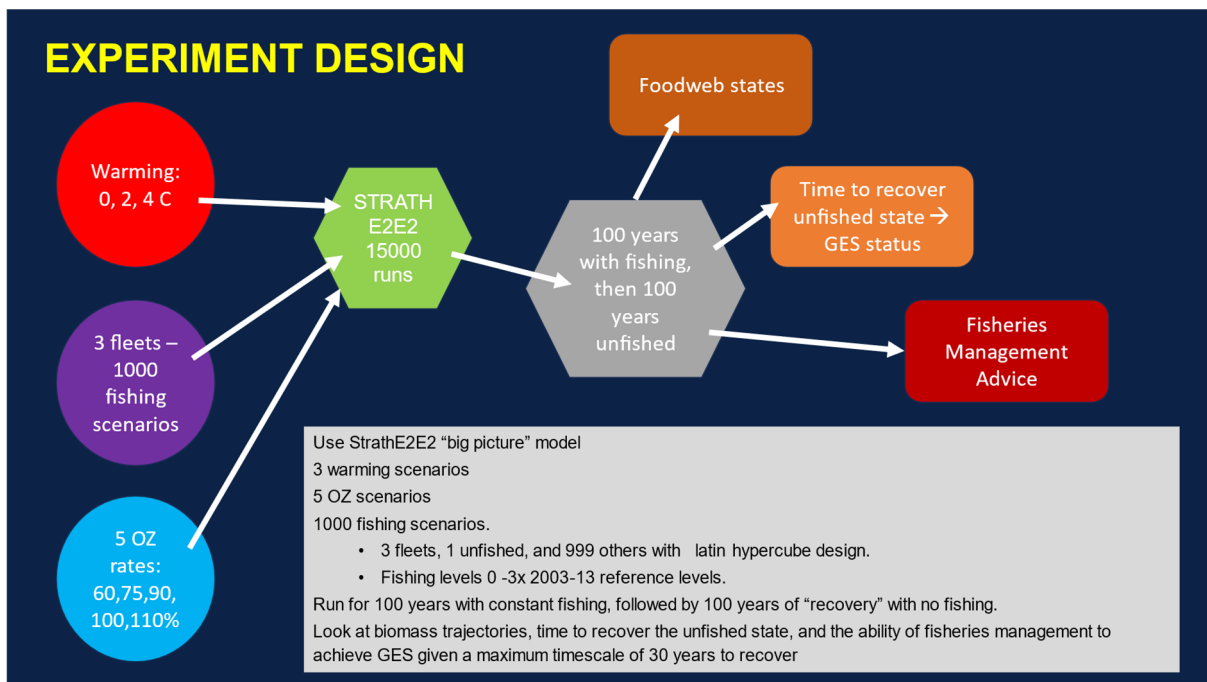 EXPERIMENT DESIGN
Warming:
0, 2, 4 C
3 fleets –
1000
fishing
scenarios
5 OZ
rates:
60,75,90,
100,110%
STRATH
E2E2
15000
runs
100 years
with fishing,
then 100
years
unfished
Foodweb states
Time to recover
unfished state →
GES status
Fisheries
Management
Advice
Use StrathE2E2 “big picture” model
3 warming scenarios
5 OZ scenarios
1000 fishing scenarios.
• 3 fleets, 1 unfished, and 999 others with latin hypercube design.
• Fishing levels 0 -3x 2003-13 reference levels.
Run for 100 years with constant fishing, followed by 100 years of “recovery” with no fishing.
Look at biomass trajectories, time to recover the unfished state, and the ability of fisheries management to
achieve GES given a maximum timescale of 30 years to recover